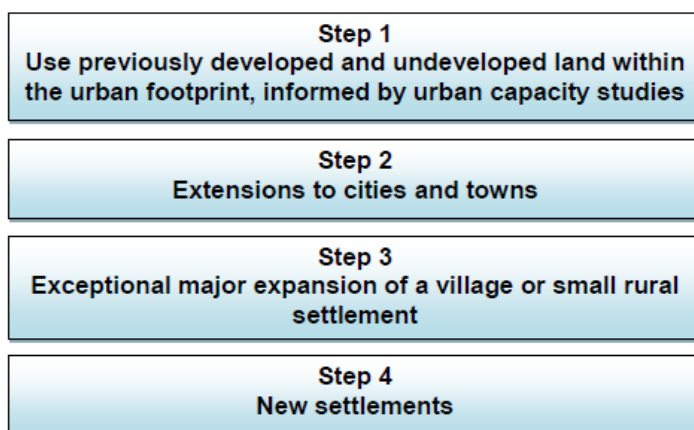 Step 1
Use previously developed and undeveloped land within
the urban footprint, informed by urban capacity studies
Step 2
Extensions to cities and towns
Step 3
Exceptional major expansion of a village or small rural
settlement
Step 4
New settlements